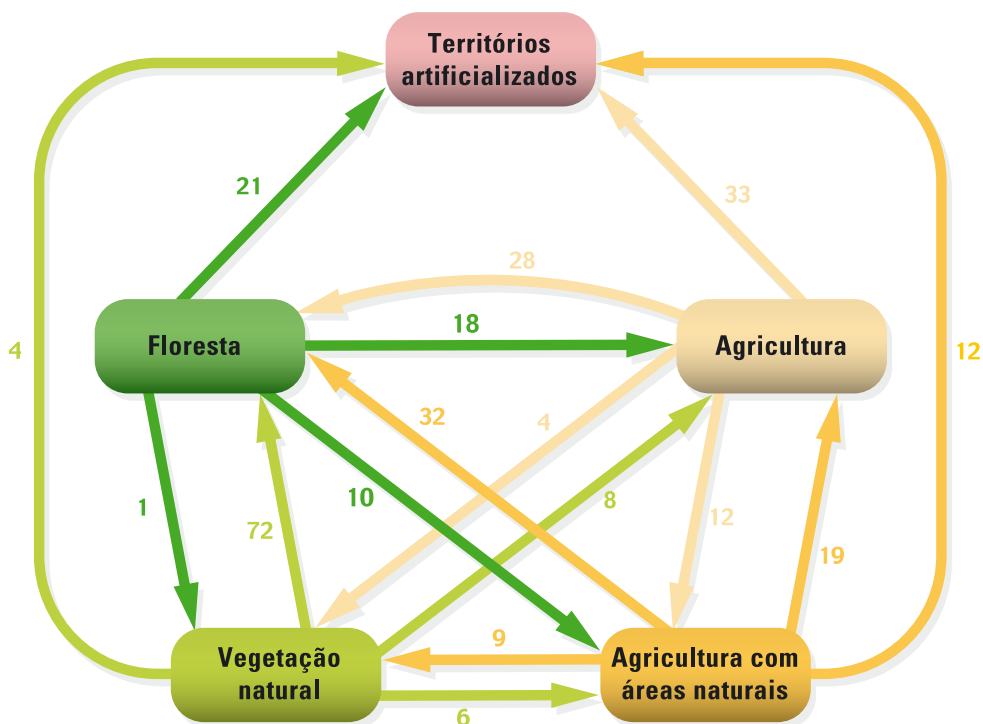 Territórios
artificializados
21
33
28
4
Floresta
18
Agricultura
12
32
4
1
10
8
72
12
19
Vegetação
natural
9
Agricultura com
áreas naturais
6